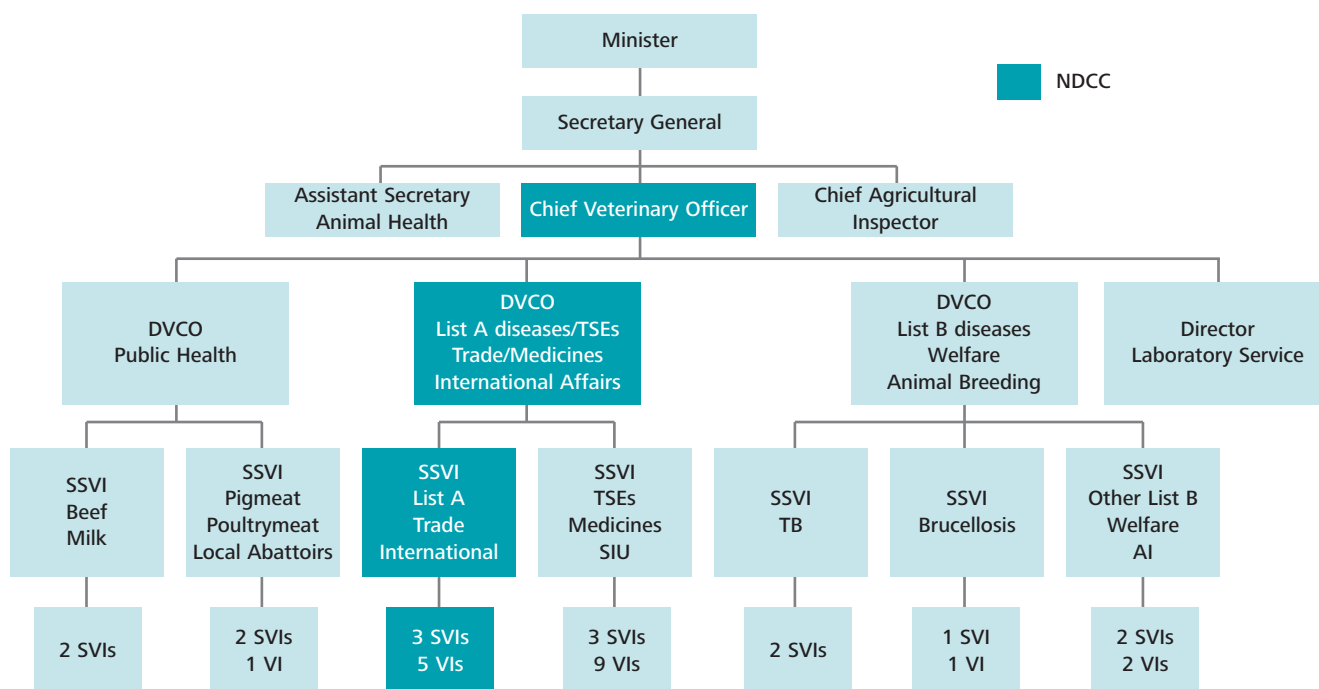 Minister
NDCC
Secretary General
Assistant Secretary
Animal Health
Chief Veterinary Officer
Chief Agricultural
Inspector
DVCO
Public Health
DVCO
List A diseases/TSEs
Trade/Medicines
International Affairs
DVCO
List B diseases
Welfare
Animal Breeding
Director
Laboratory Service
SSVI
Beef
Milk
SSVI
Pigmeat
Poultrymeat
Local Abattoirs
SSVI
List A
Trade
International
SSVI
TSEs
Medicines
SIU
SSVI
TB
SSVI
Brucellosis
SSVI
Other List B
Welfare
AI
2 SVIs
2 SVIs
1 VI
3 SVIs
5 VIs
3 SVIs
9 VIs
2 SVIs
1 SVI
1 VI
2 SVIs
2 VIs